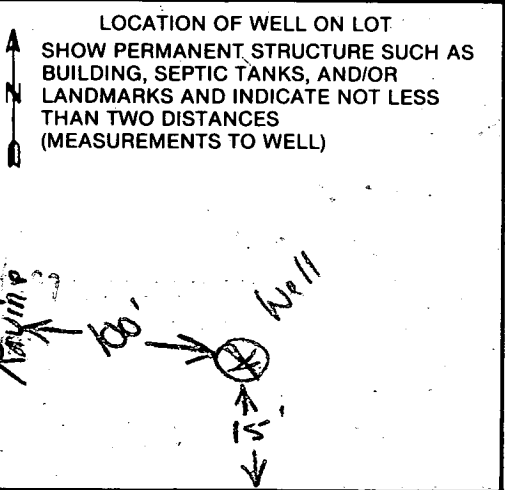 LOCATION OF WELL ON LOT
SHOW PERMANENT STRUCTURE SUCH AS
BUILDING, SEPTIC TANKS, AND/OR
N LANDMARKS AND INDICATE NOT LESS
THAN TWO DISTANCES
(MEASUREMENTS TO WELL)
Well
100'
15'